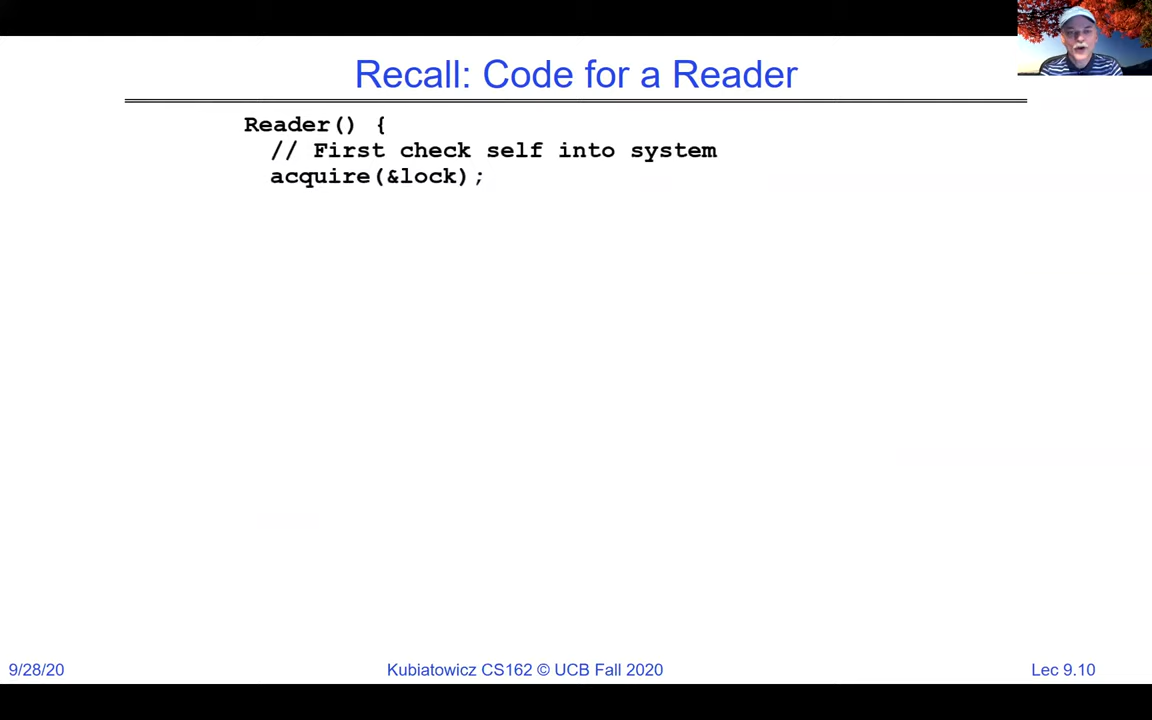 Recall: Code for a Reader
Reader() {
// First check self into system
acquire(&lock);
9/28/20
Kubiatowicz CS162 © UCB Fall 2020
Lec 9.10